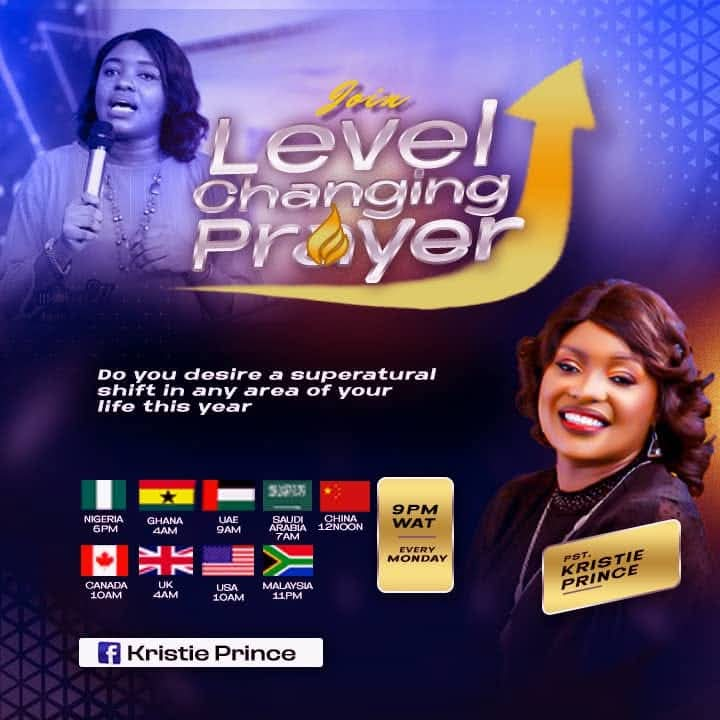 Join
Level
Changing
Prayer
Do you desire a superatural
shift in any area of your
life this year
NIGERIA
6PM
GHANA
4AM
UAE
9AM
SAUDI
ARABIA
7AM
CHINA
12NOON
CANADA
10AM
UK
4AM
USA
10AM
MALAYSIA
11PM
9PM
WAT
EVERY
MONDAY
PST.
KRISTIE
PRINCE
f Kristie Prince